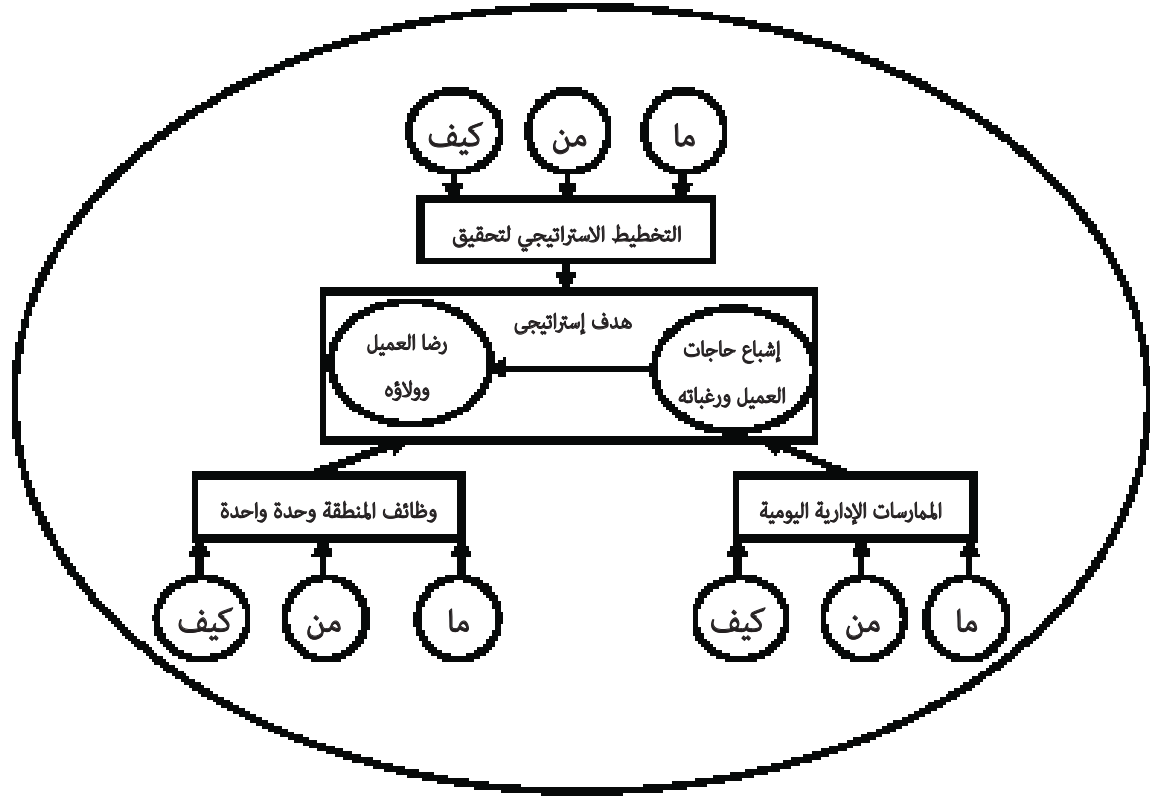 ما
من
كيف
التخطيط الاستراتيجي لتحقيق
هدف إستراتيجى
إشباع حاجات
العميل ورغباته
رضا العميل
وولاؤه
الممارسات الإدارية اليومية
وظائف المنطقة وحدة واحدة
ما
من
كيف
ما
من
كيف